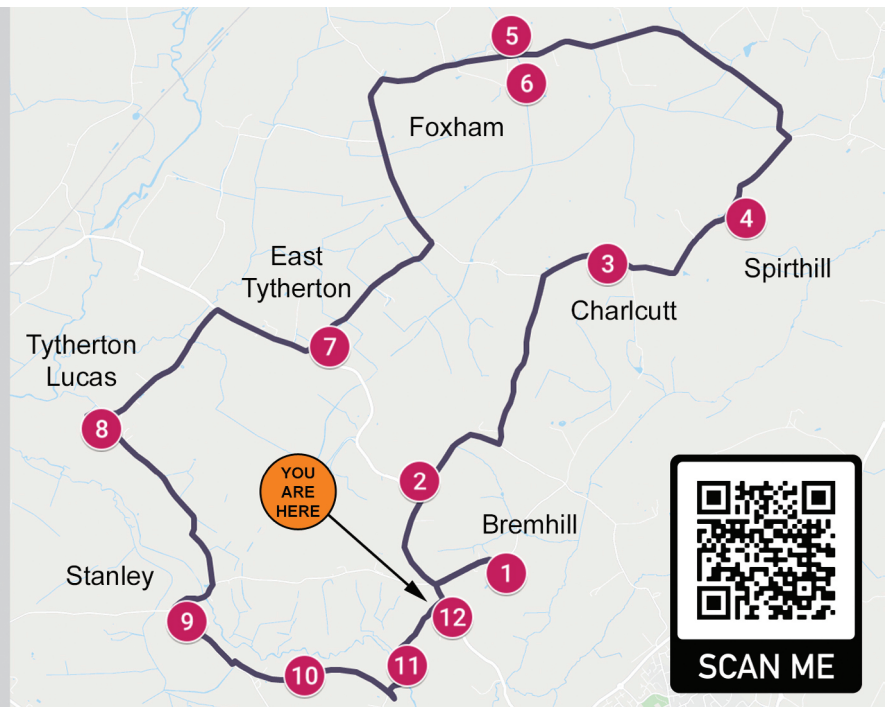 5
6
Foxham
4
East
Tytherton
3
Spirthill
Charlcutt
7
Tytherton
Lucas
8
YOU
ARE
HERE
2
Bremhill
1
Stanley
9
12
11
10
SCAN ME